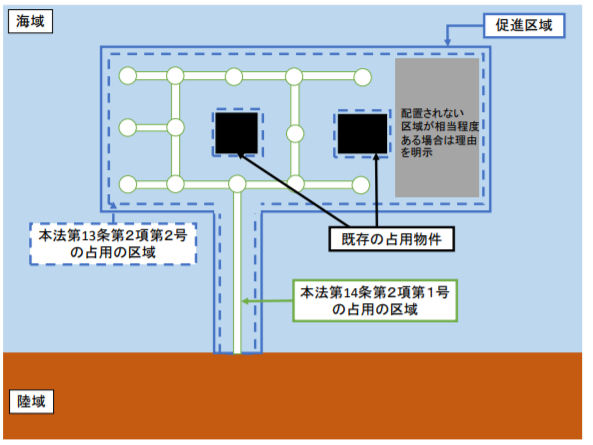 海域
促進区域
配置されない
区域が相当程度
ある場合は理由
を明示
本法第13条第2項第2号
の占用の区域
既存の占用物件
本法第14条第2項第1号
の占用の区域
陸域